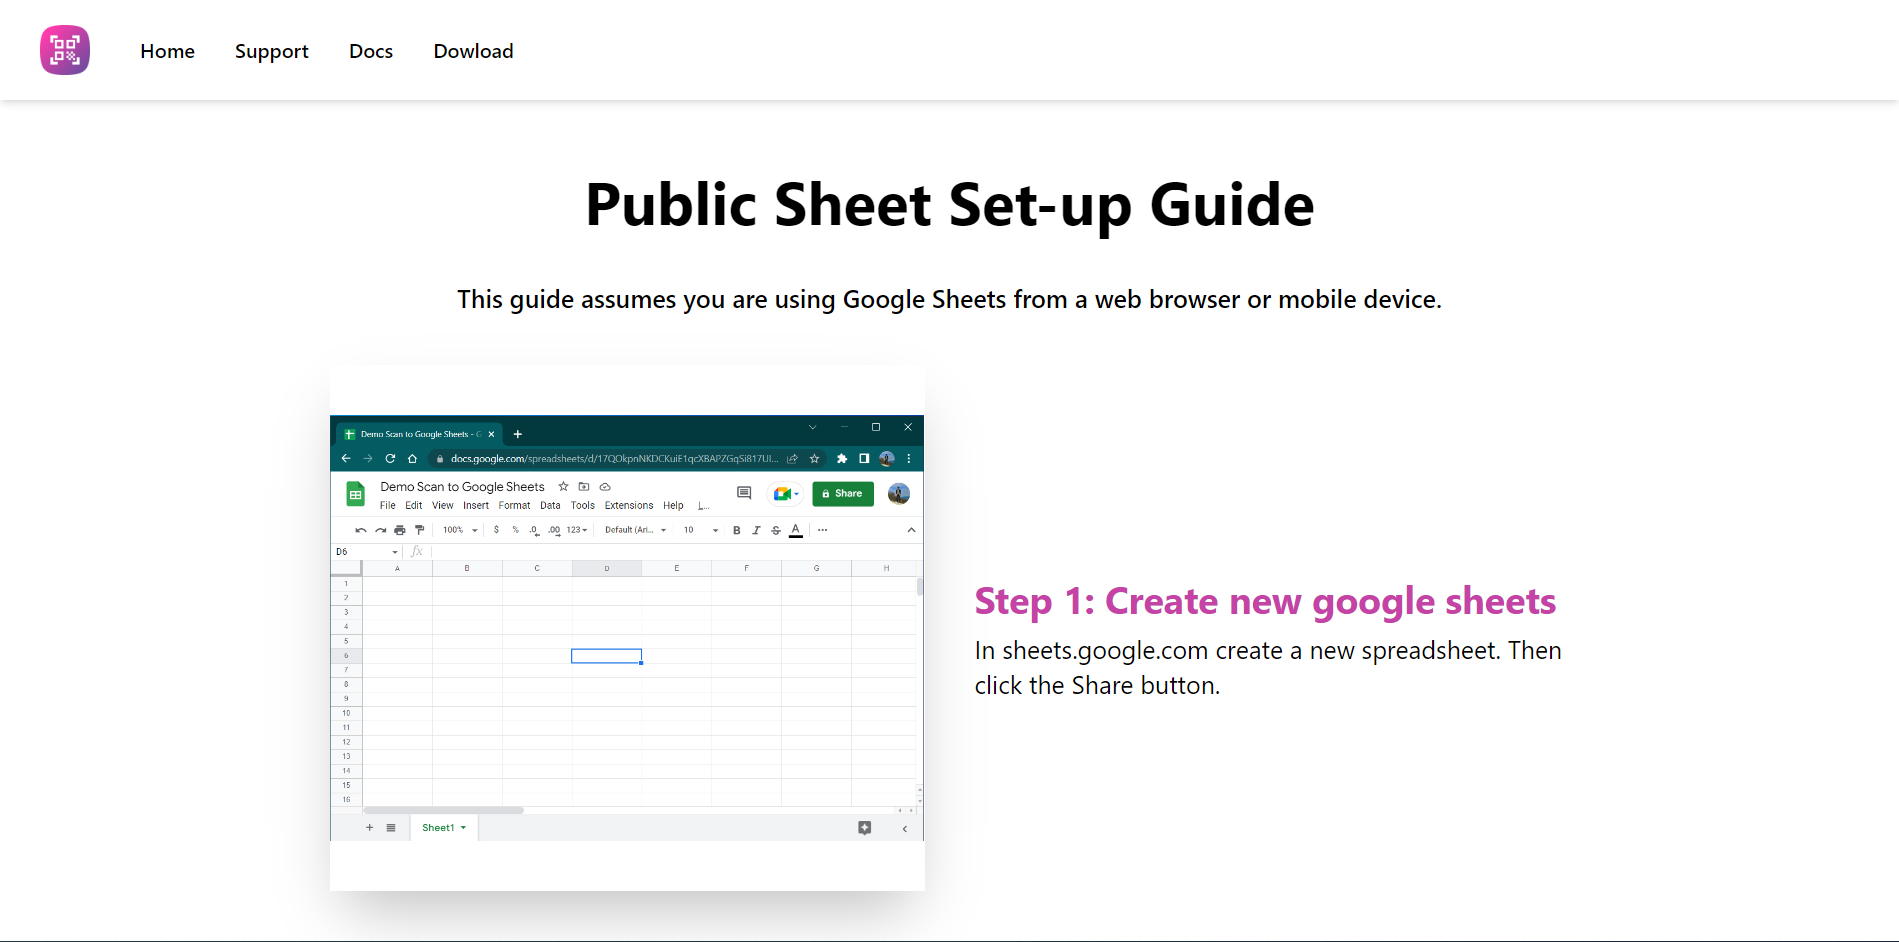 Home Support Docs Dowload
Public Sheet Set-up Guide
This guide assumes you are using Google Sheets from a web browser or mobile device.
Demo Scan to Google Sheets - G
docs.google.com/spreadsheets/d/17QOkpnNKDCKuiE1qcXBAPZGqSi817UI...
Demo Scan to Google Sheets
Share
File Edit View Insert Format Data Tools Extensions Help L...
100% $ % .0 .00 123 Default (Ari... 10 B I S A ...
D6 fx
A B C D E F G H
1
2
3
4
5
6
7
8
9
10
11
12
13
14
15
16
Sheet1
Step 1: Create new google sheets
In sheets.google.com create a new spreadsheet. Then
click the Share button.